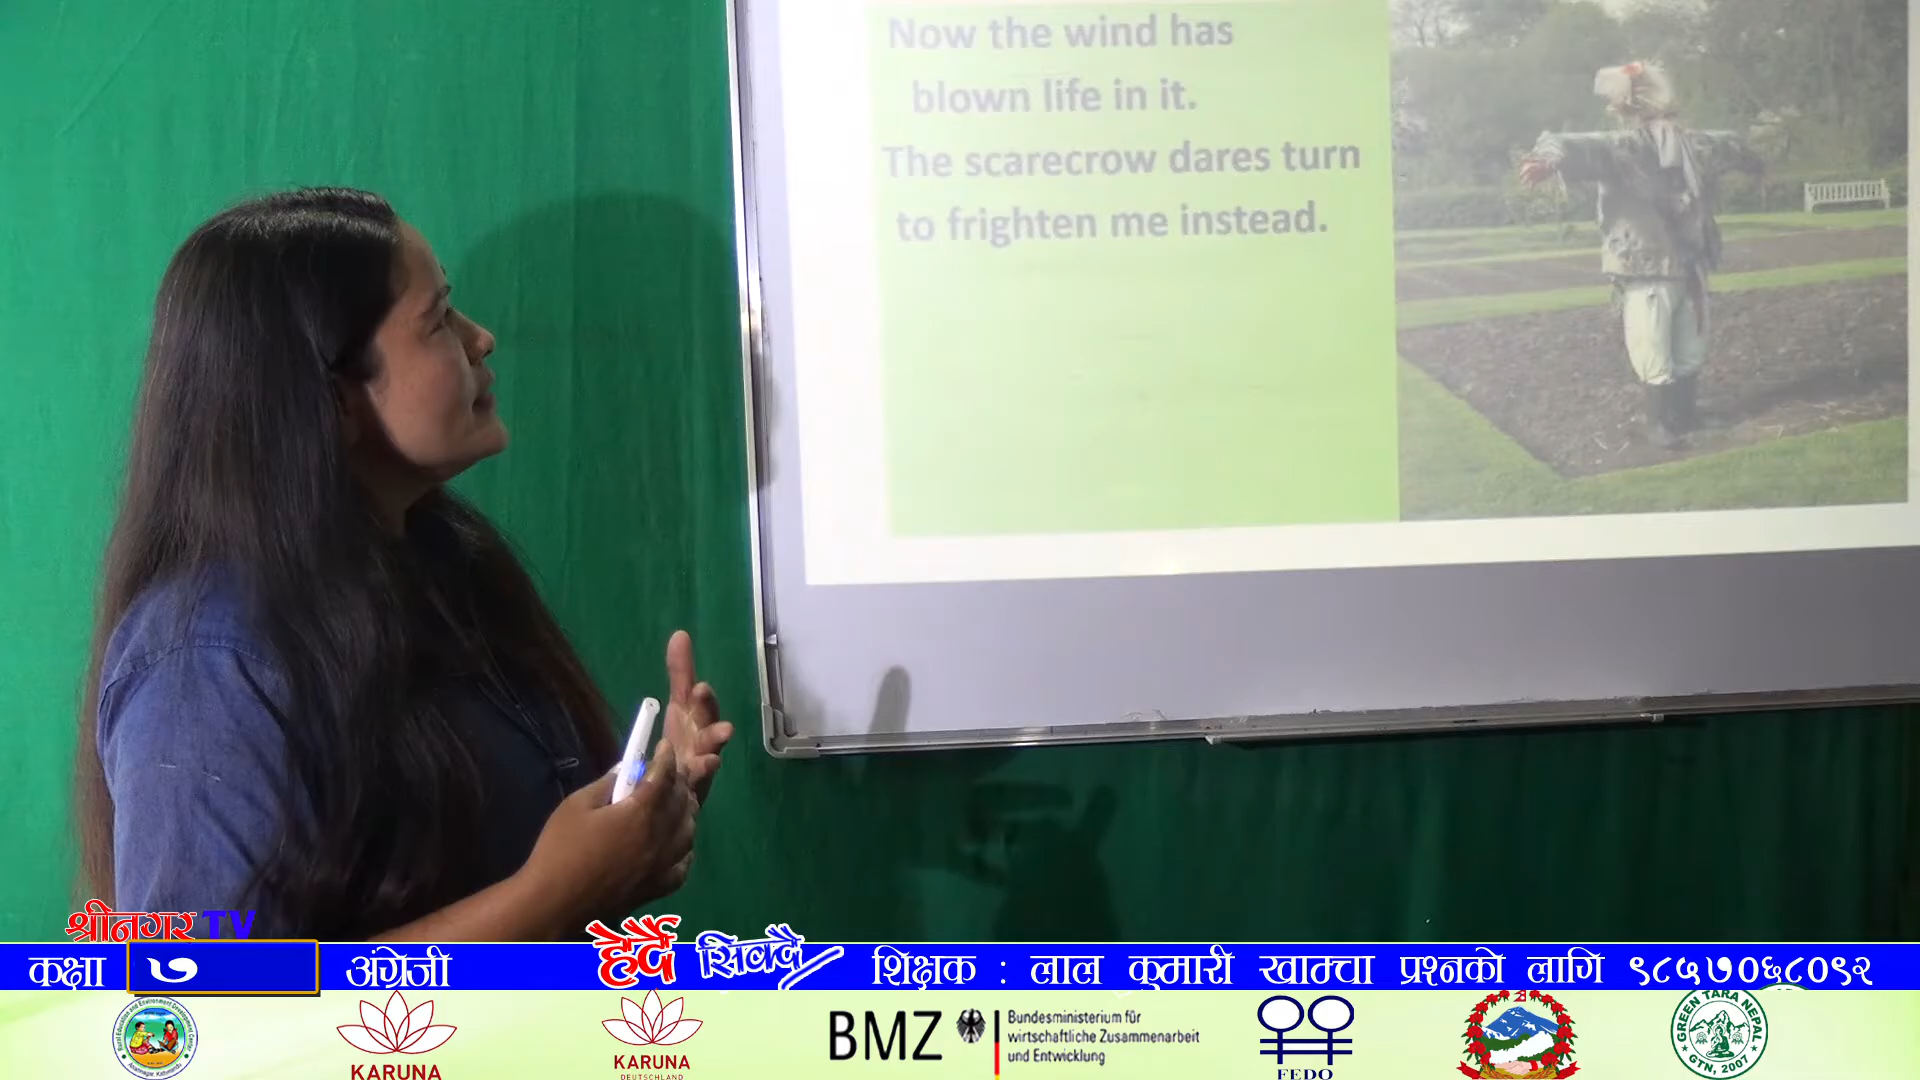 Now the wind has
blown life in it.
The scarecrow dares turn
to frighten me instead.
श्रीनगर TV
कक्षा ७ अंग्रेजी हेर्दै सिक्दै शिक्षक : लाल कुमारी खाम्चा प्रश्नको लागि ९८५७०६८०९२
KARUNA
KARUNA
DEUTSCHLAND
BMZ
Bundesministerium für
wirtschaftliche Zusammenarbeit
und Entwicklung
FEDO
GREEN TARA NEPAL
GTN, 2007